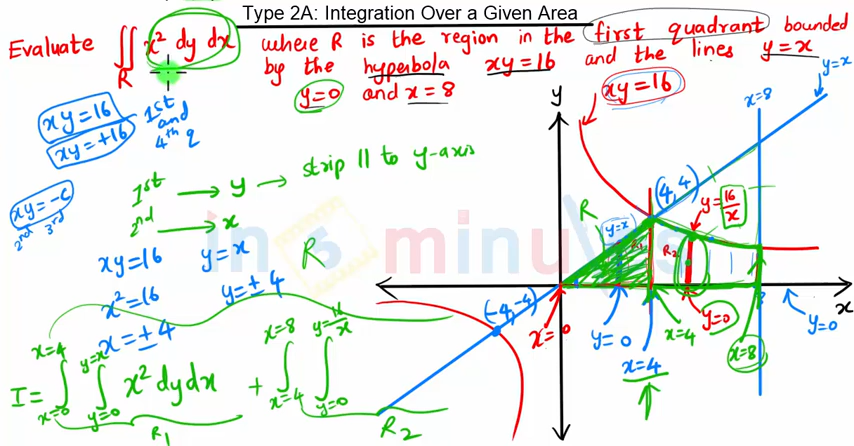 Type 2A: Integration Over a Given Area
Evaluate ∬ x² dy dx where R is the region in the first quadrant bounded
R
by the hyperbola xy=16 and the lines y=x
y=0 and x=8
xy=16
y=x
x=8
y
xy=16 1st
and
xy=+16 4th q
xy=-c
2nd 3rd
1st → y → strip || to y-axis
2nd → x
in 6 minutes
xy=16 y=x R
x²=16 y=±4
x=±4
(4,4)
y=16/x
R
y=x
R₁
R₂
(-4,-4)
x=0
y=0
x=4
x=4
y=0
8
x=8
y=0
x
x=4 y=x x=8 y=16/x
I= ∫ ∫ x² dy dx + ∫ ∫
x=0 y=0 x=4 y=0
R₁ R₂